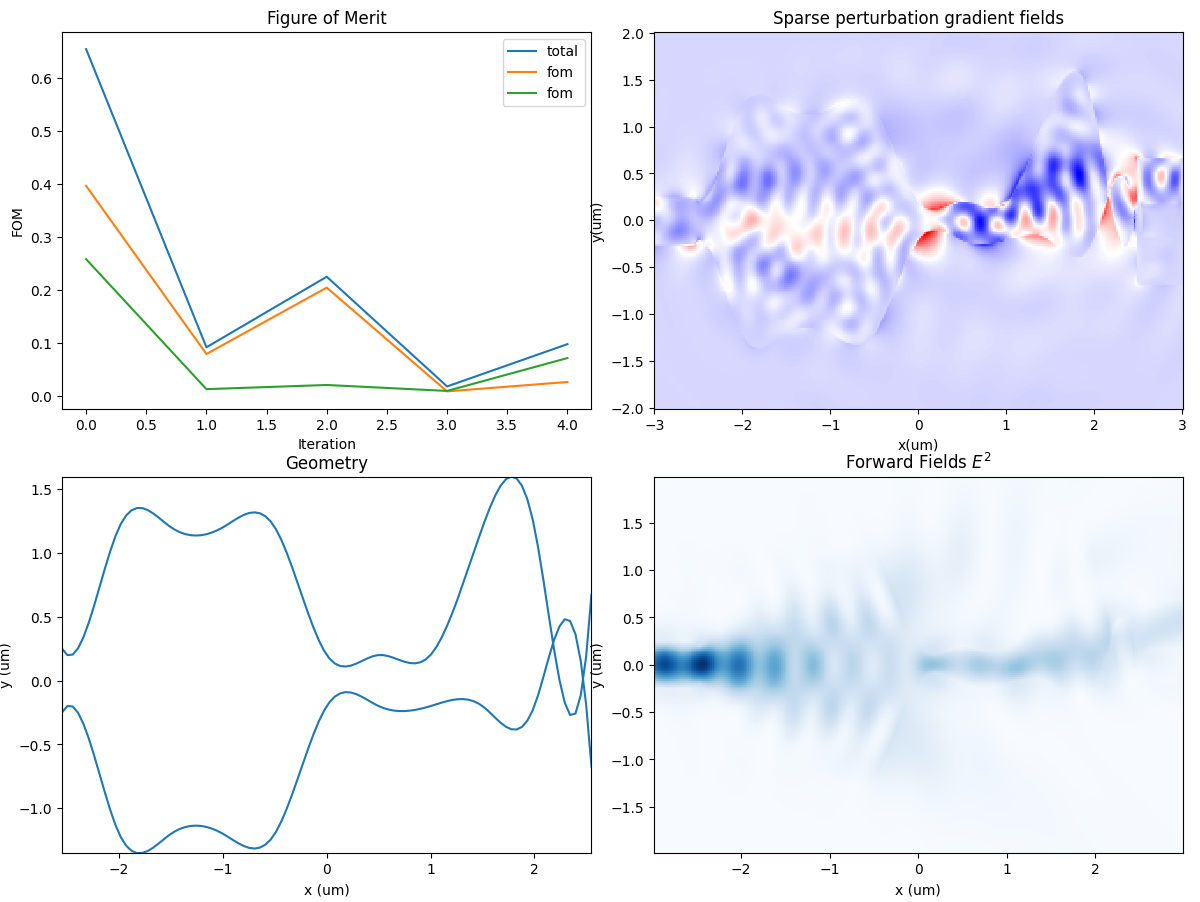 Figure of Merit
total
fom
fom
FOM
0.6
0.5
0.4
0.3
0.2
0.1
0.0
0.0 0.5 1.0 1.5 2.0 2.5 3.0 3.5 4.0
Iteration
Sparse perturbation gradient fields
y(um)
2.0
1.5
1.0
0.5
0.0
−0.5
−1.0
−1.5
−2.0
−3 −2 −1 0 1 2 3
x(um)
Geometry
y (um)
1.5
1.0
0.5
0.0
−0.5
−1.0
−2 −1 0 1 2
x (um)
Forward Fields E²
y (um)
1.5
1.0
0.5
0.0
−0.5
−1.0
−1.5
−2 −1 0 1 2
x (um)